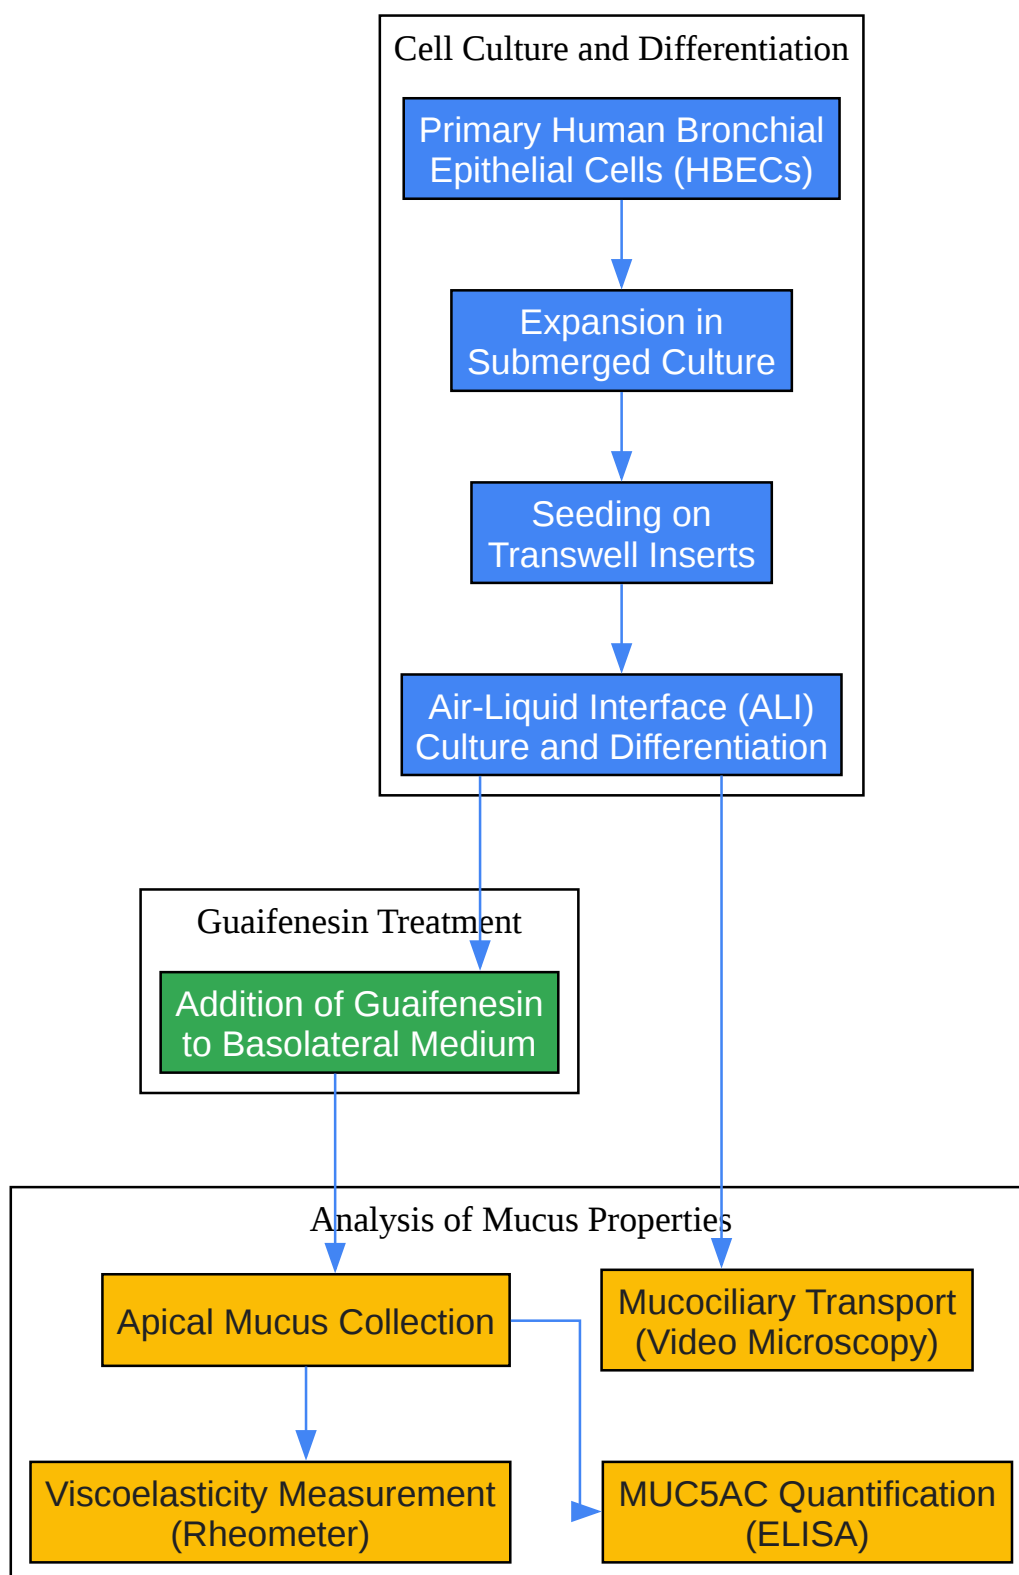 Cell Culture and Differentiation
Primary Human Bronchial
Epithelial Cells (HBECs)
Expansion in
Submerged Culture
Seeding on
Transwell Inserts
Air-Liquid Interface (ALI)
Culture and Differentiation
Guaifenesin Treatment
Addition of Guaifenesin
to Basolateral Medium
Analysis of Mucus Properties
Apical Mucus Collection
Mucociliary Transport
(Video Microscopy)
Viscoelasticity Measurement
(Rheometer)
MUC5AC Quantification
(ELISA)